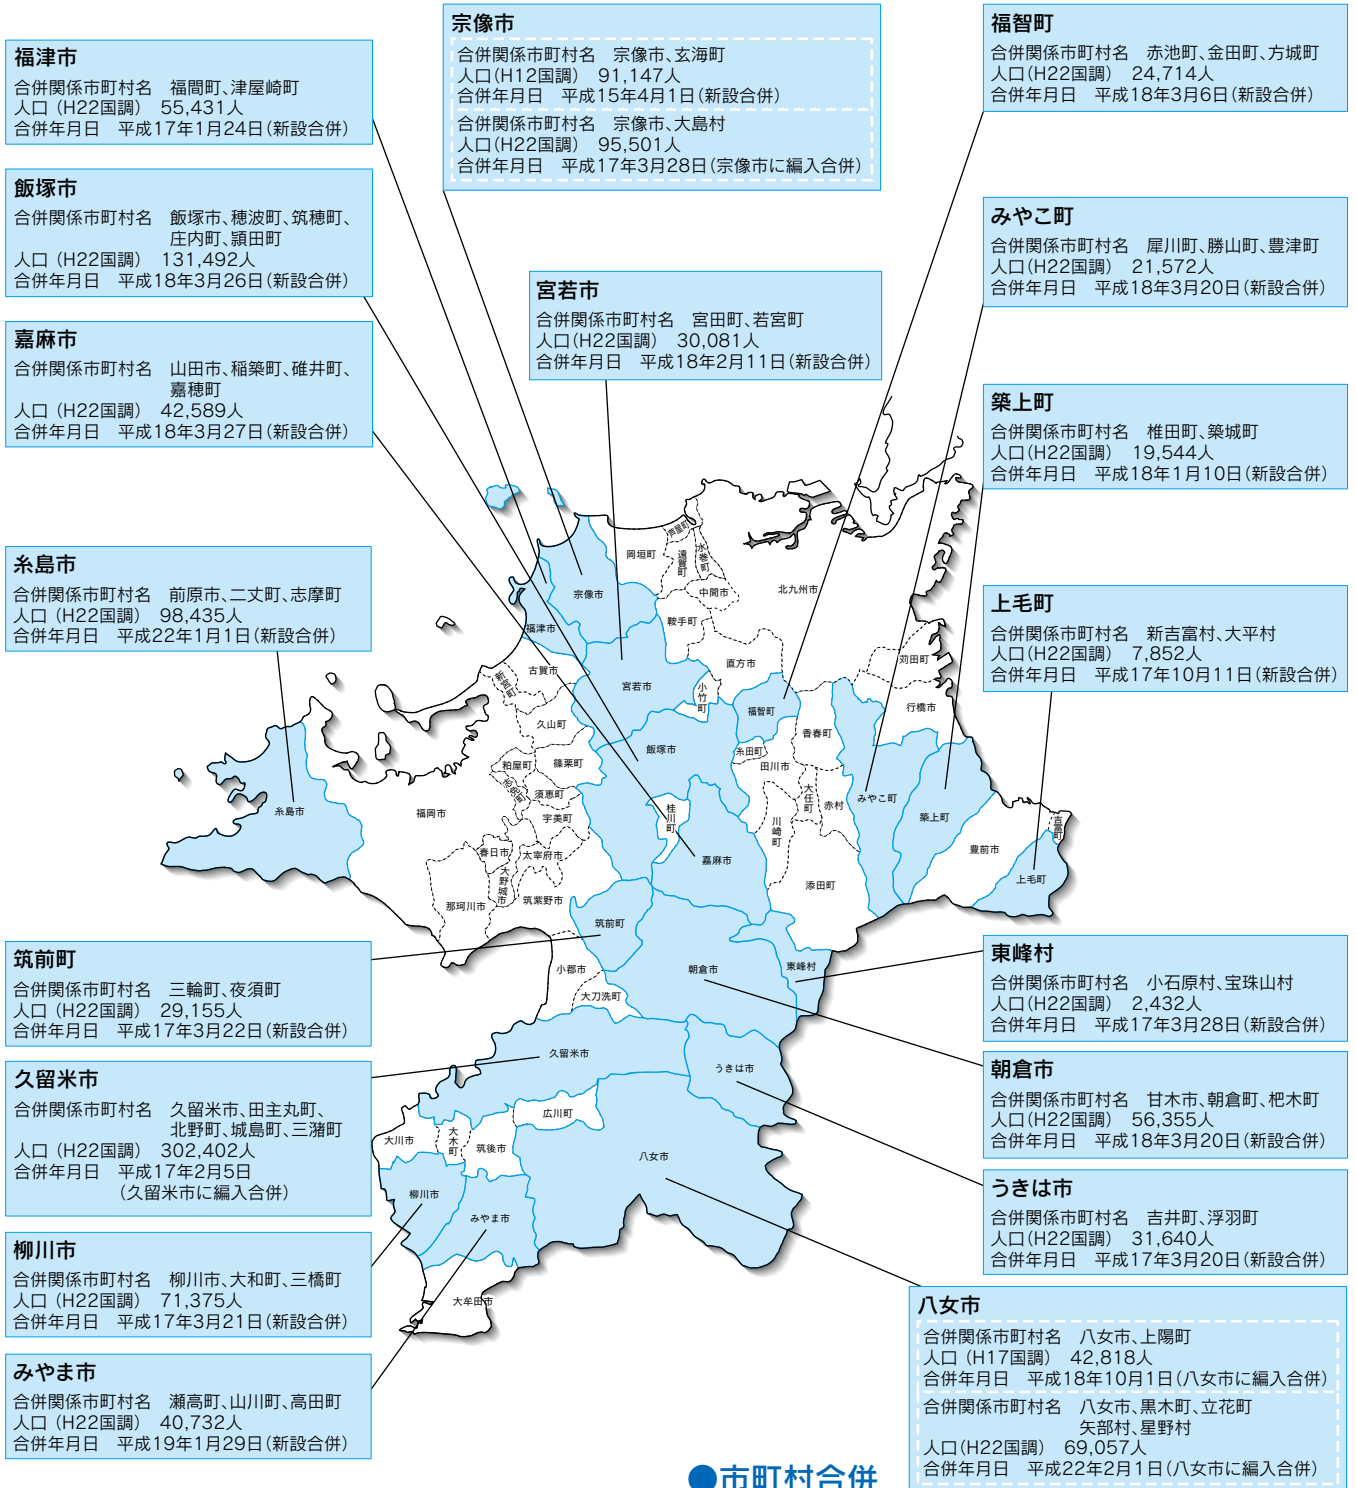 福津市
合併関係市町村名　福間町、津屋崎町
人口（H22国調）　55,431人
合併年月日　平成17年1月24日（新設合併）
飯塚市
合併関係市町村名　飯塚市、穂波町、筑穂町、
庄内町、頴田町
人口（H22国調）　131,492人
合併年月日　平成18年3月26日（新設合併）
嘉麻市
合併関係市町村名　山田市、稲築町、碓井町、
嘉穂町
人口（H22国調）　42,589人
合併年月日　平成18年3月27日（新設合併）
糸島市
合併関係市町村名　前原市、二丈町、志摩町
人口（H22国調）　98,435人
合併年月日　平成22年1月1日（新設合併）
筑前町
合併関係市町村名　三輪町、夜須町
人口（H22国調）　29,155人
合併年月日　平成17年3月22日（新設合併）
久留米市
合併関係市町村名　久留米市、田主丸町、
北野町、城島町、三潴町
人口（H22国調）　302,402人
合併年月日　平成17年2月5日
（久留米市に編入合併）
柳川市
合併関係市町村名　柳川市、大和町、三橋町
人口（H22国調）　71,375人
合併年月日　平成17年3月21日（新設合併）
みやま市
合併関係市町村名　瀬高町、山川町、高田町
人口（H22国調）　40,732人
合併年月日　平成19年1月29日（新設合併）
宗像市
合併関係市町村名　宗像市、玄海町
人口（H12国調）　91,147人
合併年月日　平成15年4月1日（新設合併）
合併関係市町村名　宗像市、大島村
人口（H22国調）　95,501人
合併年月日　平成17年3月28日（宗像市に編入合併）
宮若市
合併関係市町村名　宮田町、若宮町
人口（H22国調）　30,081人
合併年月日　平成18年2月11日（新設合併）
福智町
合併関係市町村名　赤池町、金田町、方城町
人口（H22国調）　24,714人
合併年月日　平成18年3月6日（新設合併）
みやこ町
合併関係市町村名　犀川町、勝山町、豊津町
人口（H22国調）　21,572人
合併年月日　平成18年3月20日（新設合併）
築上町
合併関係市町村名　椎田町、築城町
人口（H22国調）　19,544人
合併年月日　平成18年1月10日（新設合併）
上毛町
合併関係市町村名　新吉富村、大平村
人口（H22国調）　7,852人
合併年月日　平成17年10月11日（新設合併）
東峰村
合併関係市町村名　小石原村、宝珠山村
人口（H22国調）　2,432人
合併年月日　平成17年3月28日（新設合併）
朝倉市
合併関係市町村名　甘木市、朝倉町、杷木町
人口（H22国調）　56,355人
合併年月日　平成18年3月20日（新設合併）
うきは市
合併関係市町村名　吉井町、浮羽町
人口（H22国調）　31,640人
合併年月日　平成17年3月20日（新設合併）
八女市
合併関係市町村名　八女市、上陽町
人口（H17国調）　42,818人
合併年月日　平成18年10月1日（八女市に編入合併）
合併関係市町村名　八女市、黒木町、立花町
矢部村、星野村
人口（H22国調）　69,057人
合併年月日　平成22年2月1日（八女市に編入合併）
芦屋町
岡垣町
遠賀町
水巻町
中間市
北九州市
宗像市
鞍手町
福津市
直方市
苅田町
古賀市
新宮町
宮若市
小竹町
福智町
行橋市
久山町
香春町
飯塚市
糸田町
田川市
粕屋町
篠栗町
志免町
須恵町
大任町
赤村
みやこ町
糸島市
福岡市
宇美町
桂川町
川崎町
築上町
吉富町
春日市
太宰府市
嘉麻市
豊前市
大野城市
添田町
上毛町
那珂川市
筑紫野市
筑前町
小郡市
朝倉市
東峰村
大刀洗町
久留米市
うきは市
広川町
大川市
大木町
筑後市
八女市
柳川市
みやま市
大牟田市
●市町村合併